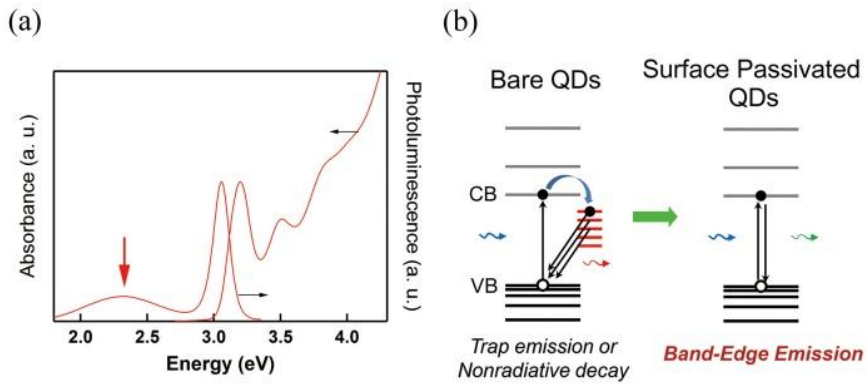 (a)
Absorbance (a. u.)
Photoluminescence (a. u.)
2.0 2.5 3.0 3.5 4.0
Energy (eV)
(b)
Bare QDs
Surface Passivated
QDs
CB
VB
Trap emission or
Nonradiative decay
Band-Edge Emission